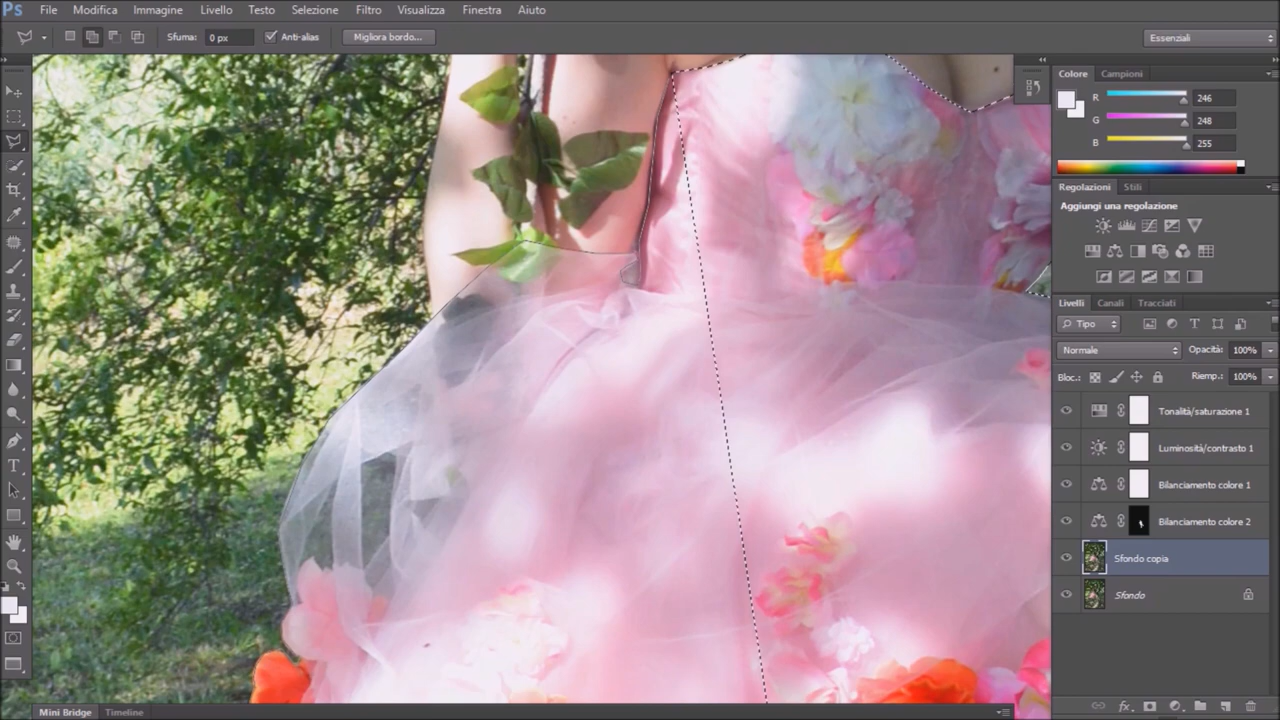 Ps File Modifica Immagine Livello Testo Selezione Filtro Visualizza Finestra Aiuto
Sfuma: 0 px Anti-alias Migliora bordo... Essenziali
Colore Campioni
R 246
G 248
B 255
Regolazioni Stili
Aggiungi una regolazione
Livelli Canali Tracciati
Tipo
Normale Opacità: 100%
Bloc.: Riemp.: 100%
Tonalità/saturazione 1
Luminosità/contrasto 1
Bilanciamento colore 1
Bilanciamento colore 2
Sfondo copia
Sfondo
fx
Mini Bridge Timeline